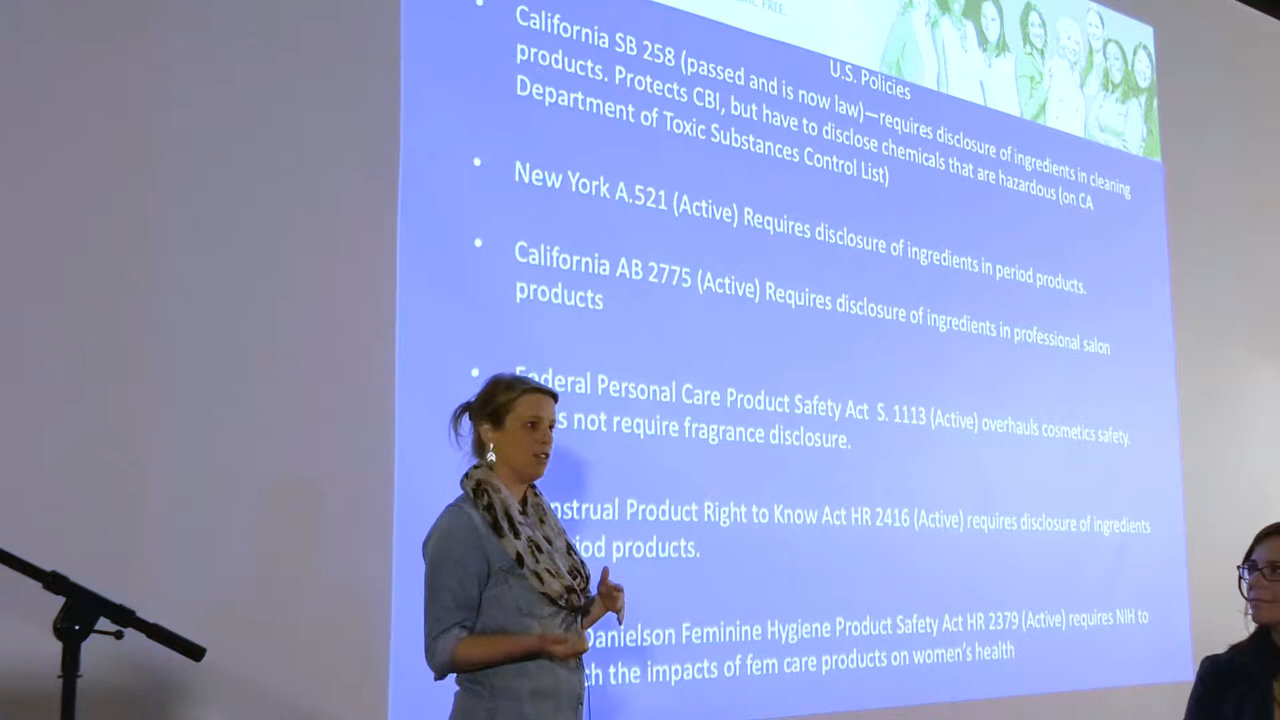 FREE.
U.S. Policies
• California SB 258 (passed and is now law)—requires disclosure of ingredients in cleaning
products. Protects CBI, but have to disclose chemicals that are hazardous (on CA
Department of Toxic Substances Control List)
• New York A.521 (Active) Requires disclosure of ingredients in period products.
• California AB 2775 (Active) Requires disclosure of ingredients in professional salon
products
• Federal Personal Care Product Safety Act S. 1113 (Active) overhauls cosmetics safety.
not require fragrance disclosure.
Product Right to Know Act HR 2416 (Active) requires disclosure of ingredients
products.
Danielson Feminine Hygiene Product Safety Act HR 2379 (Active) requires NIH to
the impacts of fem care products on women's health